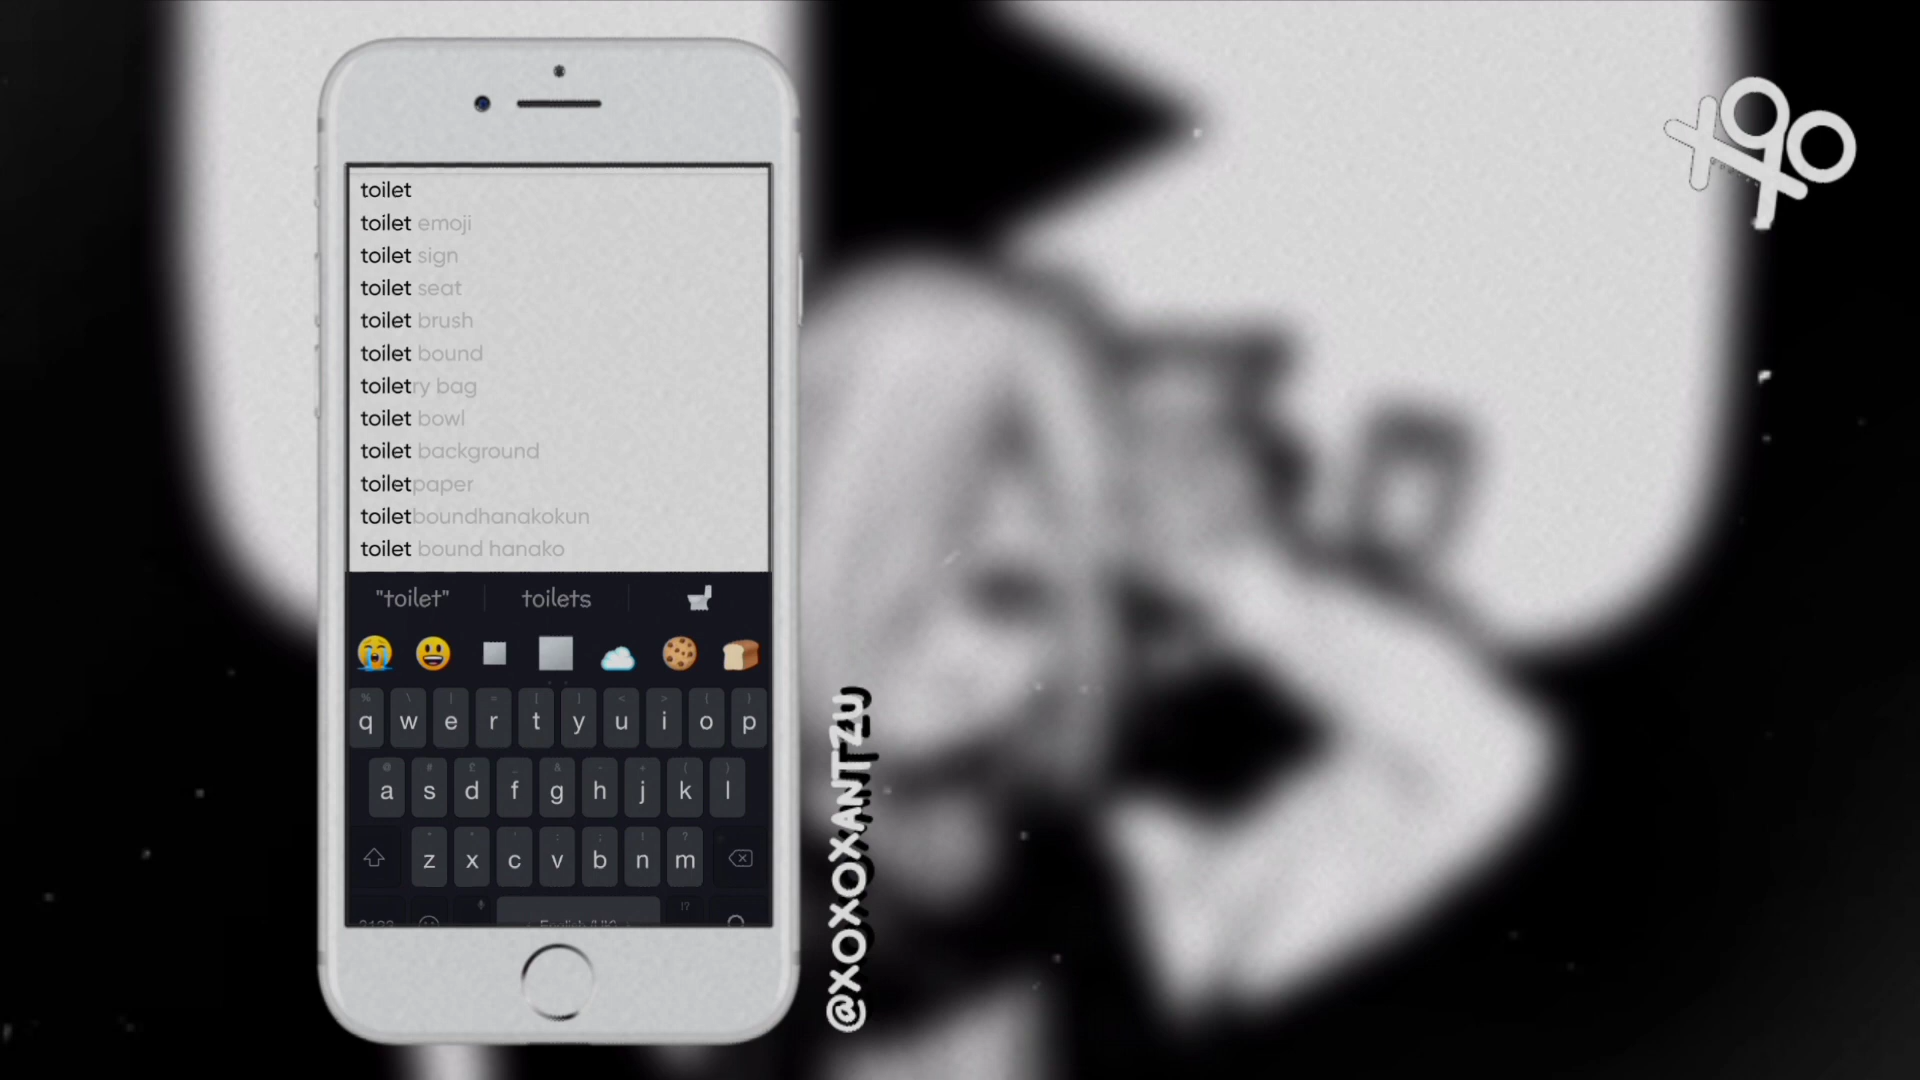 toilet
toilet emoji
toilet sign
toilet seat
toilet brush
toilet bound
toiletry bag
toilet bowl
toilet background
toiletpaper
toiletboundhanakokun
toilet bound hanako
"toilet" toilets
q w e r t y u i o p
a s d f g h j k l
z x c v b n m
@XOXOXOXANTZU